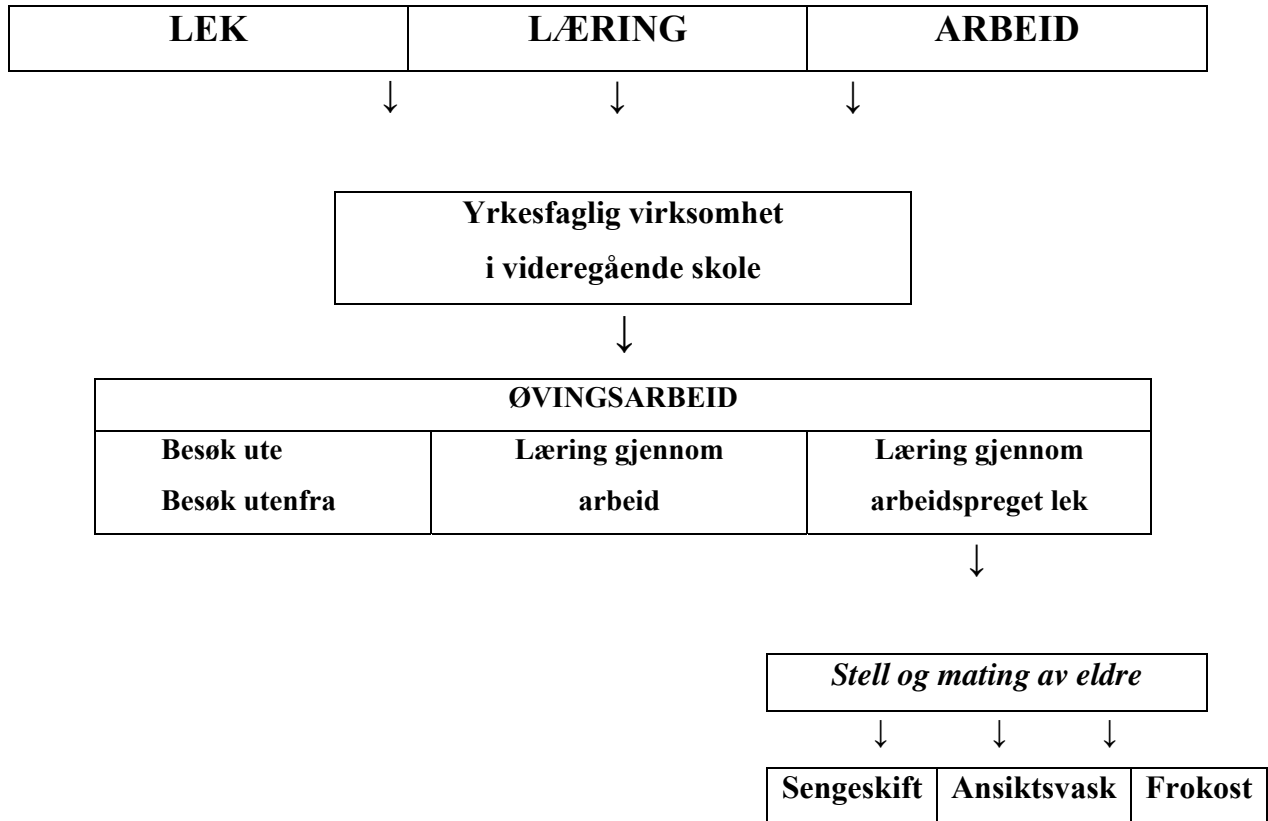 LEK LÆRING ARBEID
↓ ↓ ↓
Yrkesfaglig virksomhet
i videregående skole
↓
ØVINGSARBEID
Besøk ute
Besøk utenfra
Læring gjennom
arbeid
Læring gjennom
arbeidspreget lek
↓
Stell og mating av eldre
↓ ↓ ↓
Sengeskift Ansiktsvask Frokost